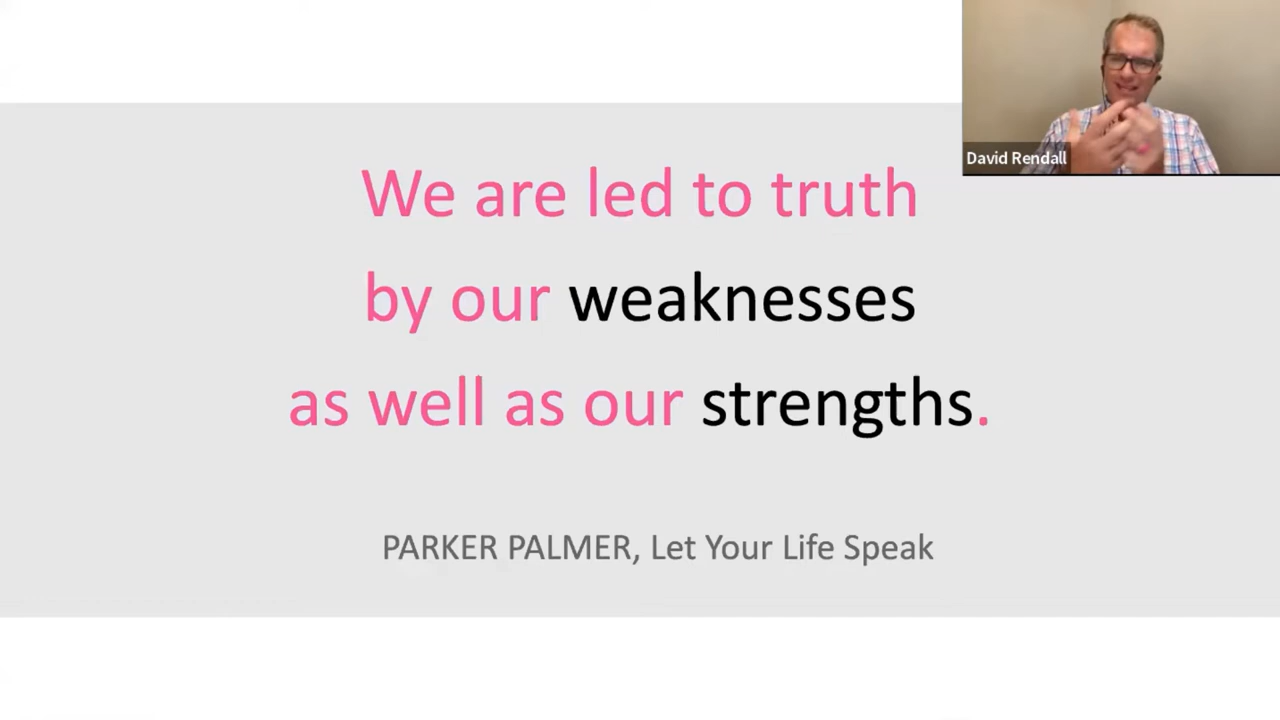 We are led to truth
by our weaknesses
as well as our strengths.
PARKER PALMER, Let Your Life Speak
David Rendall